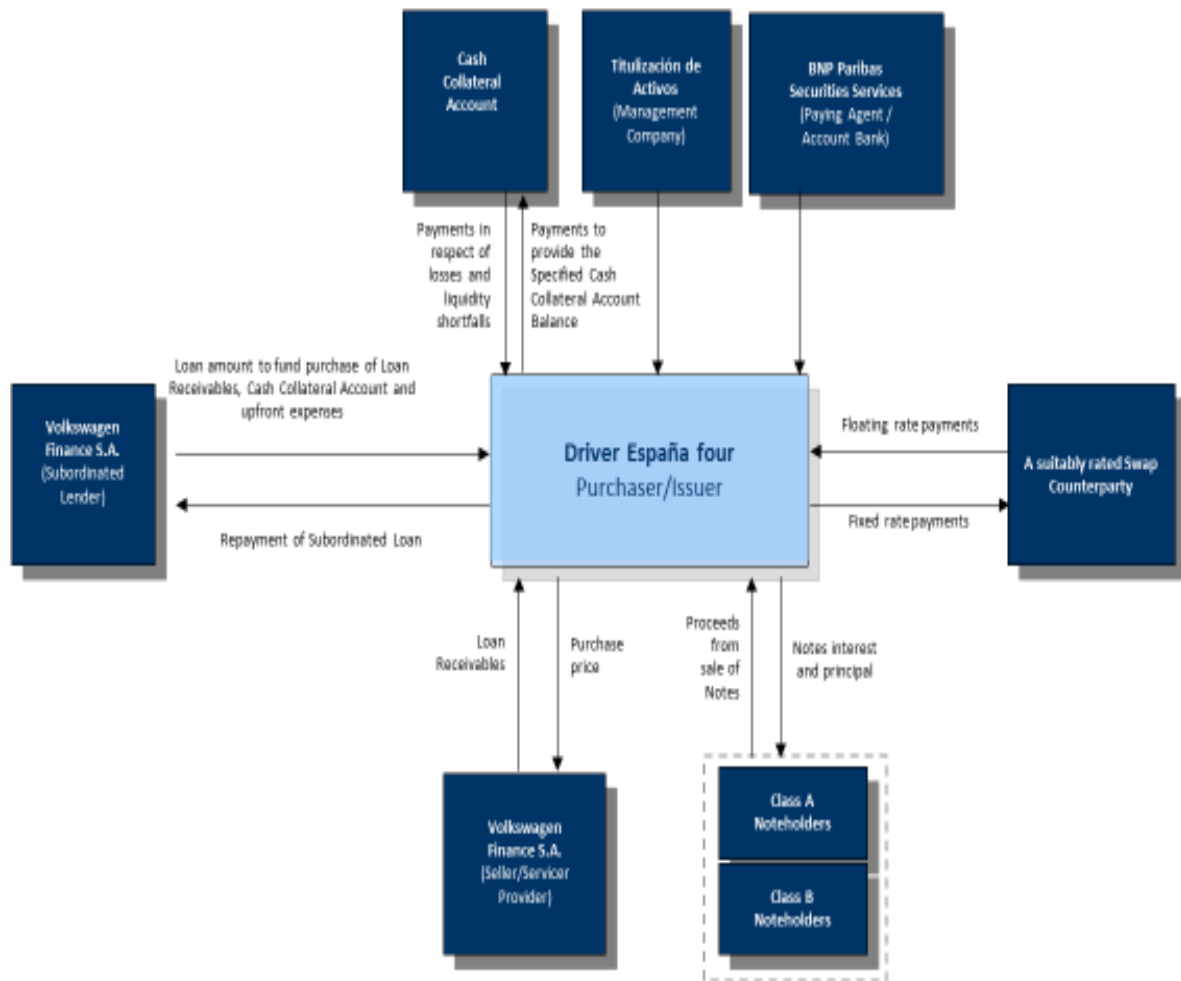 Cash
Collateral
Account
Titulización de
Activos
(Management
Company)
BNP Paribas
Securities Services
(Paying Agent /
Account Bank)
Payments in
respect of
losses and
liquidity
shortfalls
Payments to
provide the
Specified Cash
Collateral Account
Balance
Loan amount to fund purchase of Loan
Receivables, Cash Collateral Account and
upfront expenses
Volkswagen
Finance S.A.
(Subordinated
Lender)
Repayment of Subordinated Loan
Driver España four
Purchaser/Issuer
Floating rate payments
Fixed rate payments
A suitably rated Swap
Counterparty
Loan
Receivables
Purchase
price
Proceeds
from
sale of
Notes
Notes interest
and principal
Volkswagen
Finance S.A.
(Seller/Servicer
Provider)
Class A
Noteholders
Class B
Noteholders